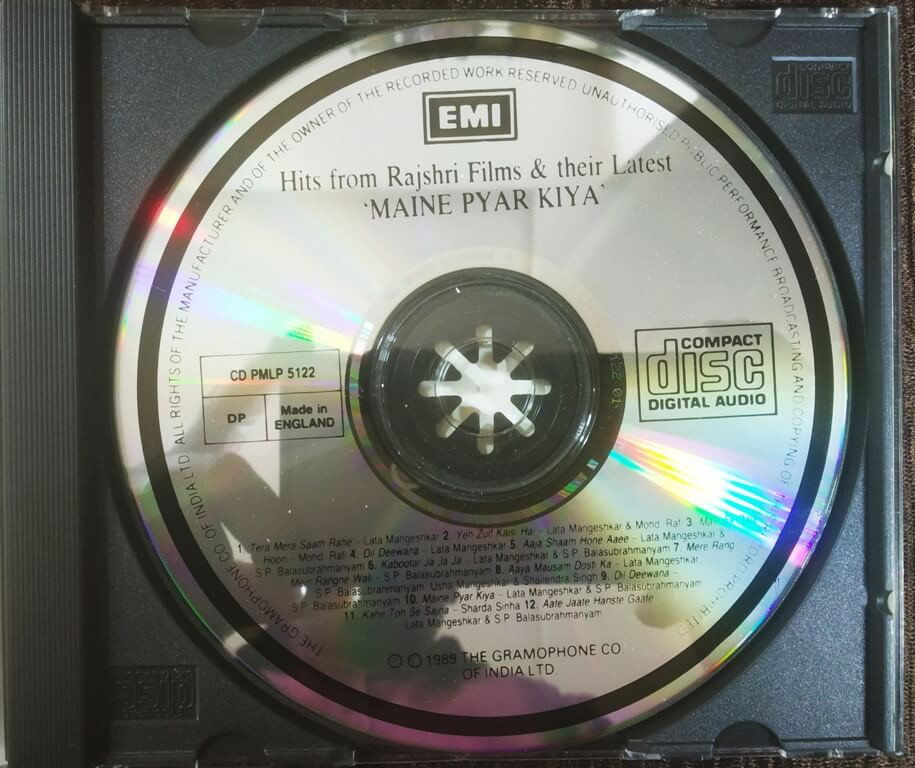 THE GRAMOPHONE CO. OF INDIA LTD. ALL RIGHTS OF THE MANUFACTURER AND OF THE OWNER OF THE RECORDED WORK RESERVED UNAUTHORISED PUBLIC PERFORMANCE BROADCASTING AND COPYING OF RECORD PROHIBITED
EMI
Hits from Rajshri Films & their Latest
'MAINE PYAR KIYA'
COMPACT
disc
DIGITAL AUDIO
CD PMLP 5122
DP
Made in
ENGLAND
COMPACT
disc
DIGITAL AUDIO
1. Tera Mera Saath Rahe - Lata Mangeshkar 2. Yeh Zulf Kaisi Hai - Lata Mangeshkar & Mohd. Rafi 3.
Hoon - Mohd. Rafi 4. Dil Deewana - Lata Mangeshkar 5. Aaja Shaam Hone Aaee - Lata Mangeshkar &
S.P. Balasubrahmanyam 6. Kabootar Ja Ja Ja - Lata Mangeshkar & S.P. Balasubrahmanyam 7. Mere Rang
Mein Rangne Wali - S.P. Balasubrahmanyam 8. Aaya Mausam Dosti Ka - Lata Mangeshkar
S.P. Balasubrahmanyam, Usha Mangeshkar & Shailendra Singh 9. Dil Deewana -
S.P. Balasubrahmanyam 10. Maine Pyar Kiya - Lata Mangeshkar & S.P. Balasubrahmanyam
11. Kahe Toh Se Sajna - Sharda Sinha 12. Aate Jaate Hanste Gaate
Lata Mangeshkar & S.P. Balasubrahmanyam
℗ © 1989 THE GRAMOPHONE CO.
OF INDIA LTD.
disc